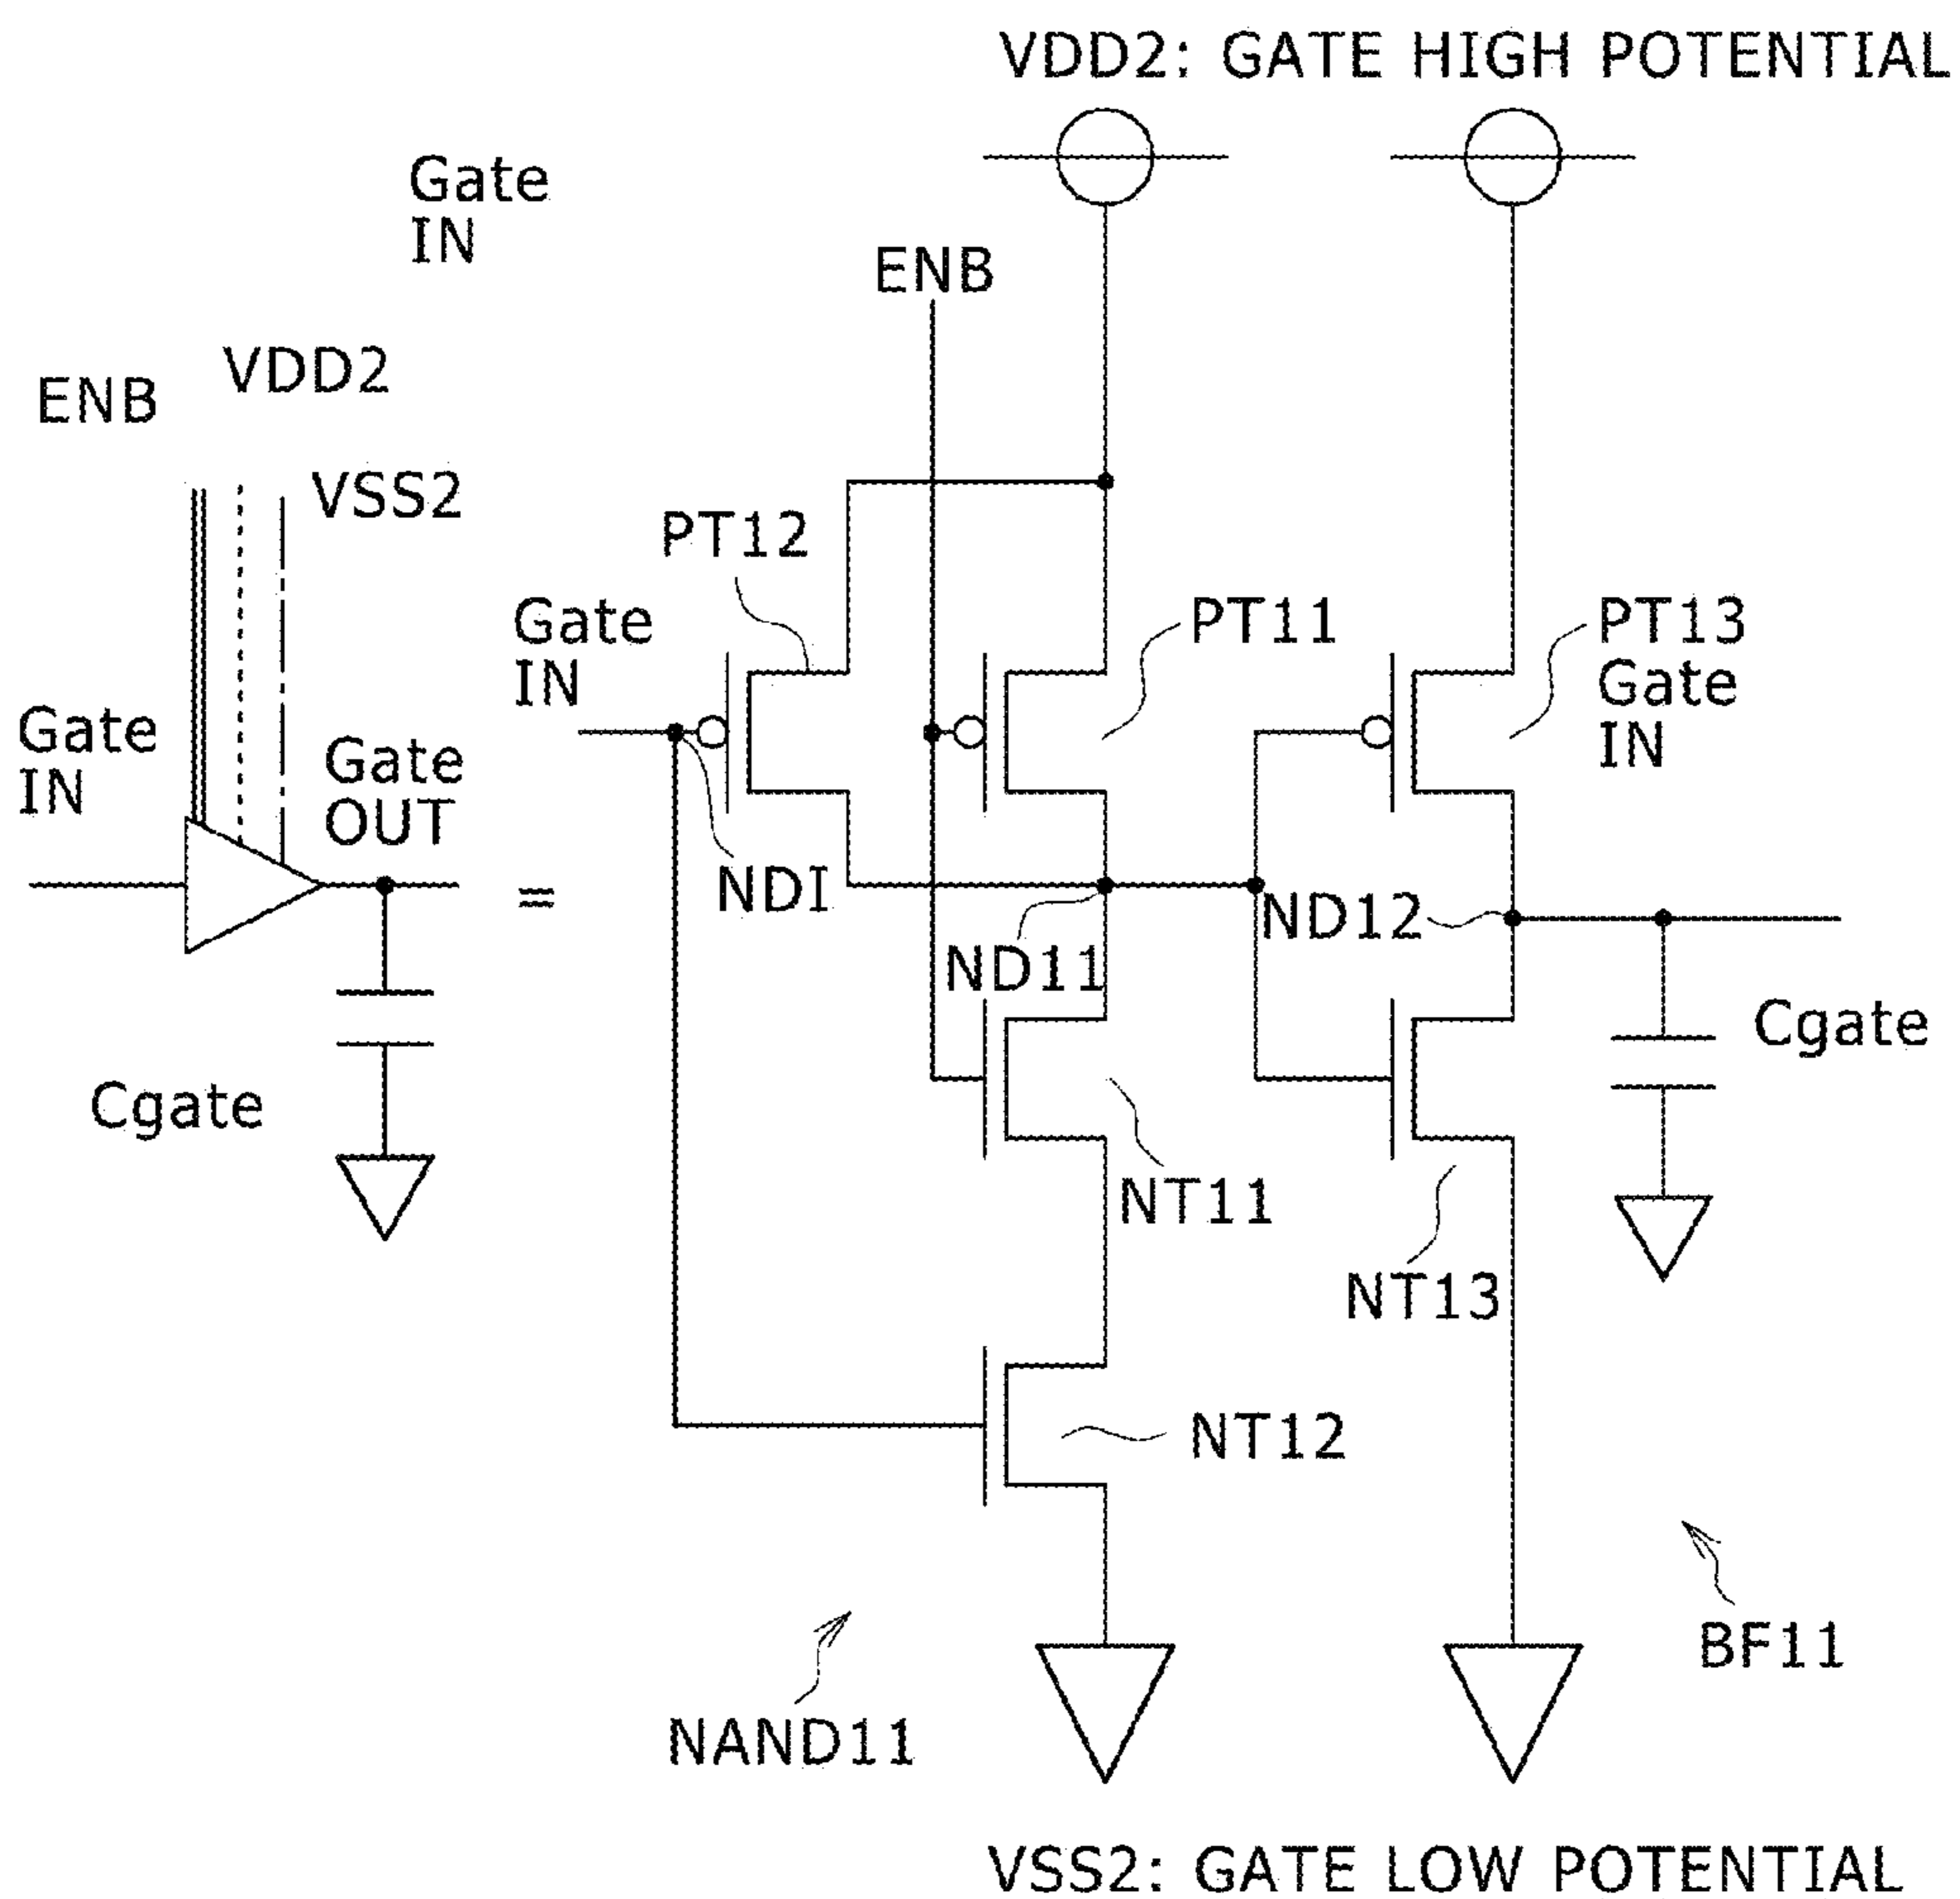 VDD2: GATE HIGH POTENTIAL
Gate
IN
ENB
VDD2
ENB
VSS2
PT12
Gate
IN
PT11
PT13
Gate
IN
Gate
IN
Gate
OUT
NDI
=
ND12
ND11
Cgate
Cgate
NT11
NT13
NT12
BF11
NAND11
VSS2: GATE LOW POTENTIAL